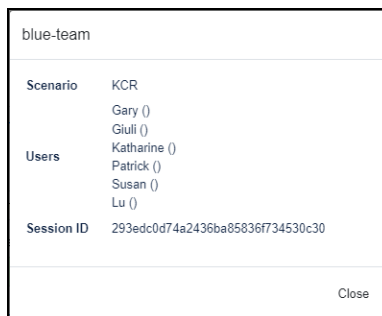 blue-team
Scenario KCR
Users Gary ()
Giuli ()
Katharine ()
Patrick ()
Susan ()
Lu ()
Session ID 293edc0d74a2436ba85836f734530c30
Close